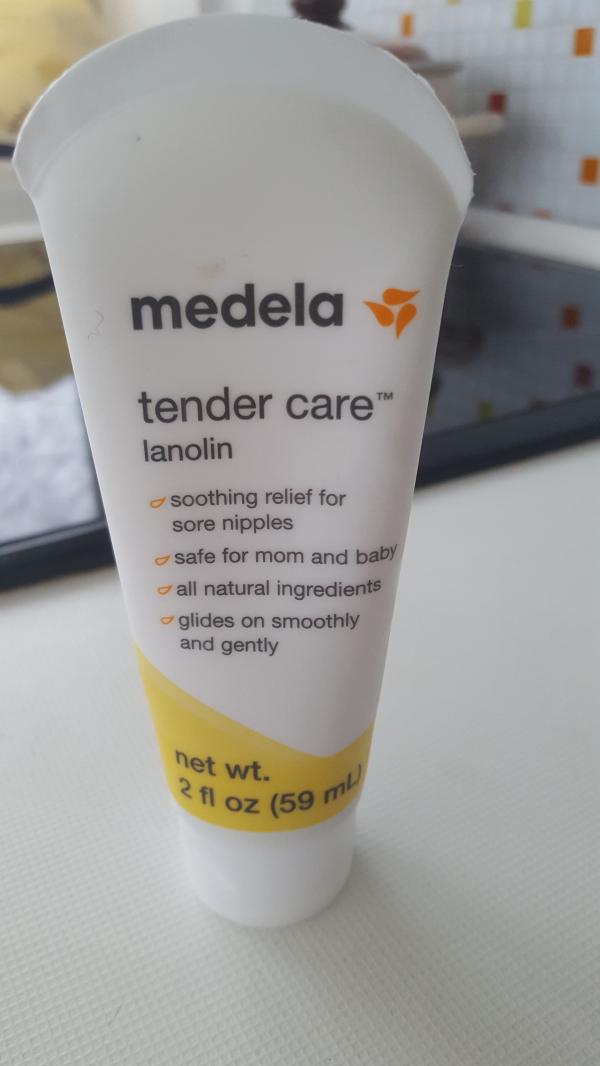 medela
tender care™
lanolin
soothing relief for
sore nipples
safe for mom and baby
all natural ingredients
glides on smoothly
and gently
net wt.
2 fl oz (59 mL)